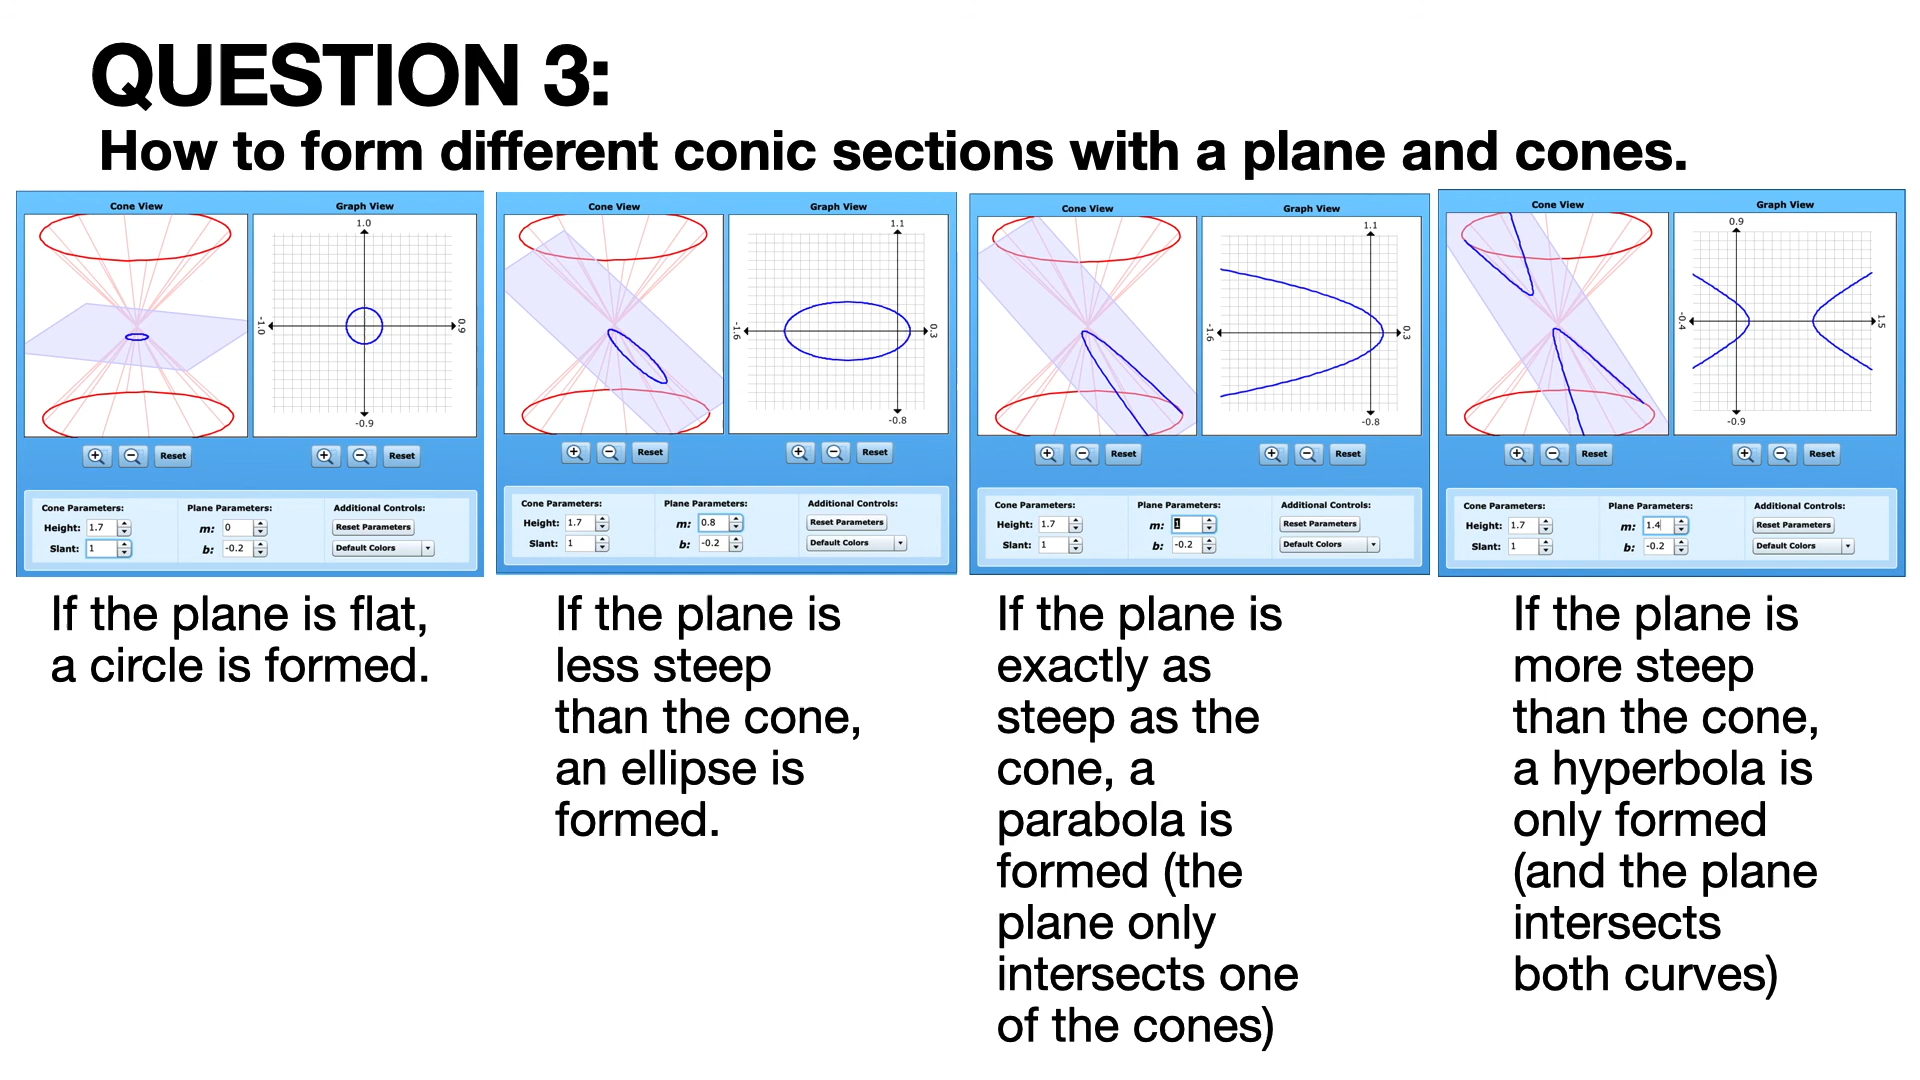 QUESTION 3:
How to form different conic sections with a plane and cones.
Cone View
Graph View
1.0
-1.0
0.9
-0.9
Reset
Reset
Cone Parameters:
Height: 1.7
Slant: 1
Plane Parameters:
m: 0
b: -0.2
Additional Controls:
Reset Parameters
Default Colors
If the plane is flat,
a circle is formed.
Cone View
Graph View
1.1
-1.6
0.3
-0.8
Reset
Reset
Cone Parameters:
Height: 1.7
Slant: 1
Plane Parameters:
m: 0.8
b: -0.2
Additional Controls:
Reset Parameters
Default Colors
If the plane is
less steep
than the cone,
an ellipse is
formed.
Cone View
Graph View
1.1
-1.6
0.3
-0.8
Reset
Reset
Cone Parameters:
Height: 1.7
Slant: 1
Plane Parameters:
m: 1
b: -0.2
Additional Controls:
Reset Parameters
Default Colors
If the plane is
exactly as
steep as the
cone, a
parabola is
formed (the
plane only
intersects one
of the cones)
Cone View
Graph View
0.9
-0.4
1.5
-0.9
Reset
Reset
Cone Parameters:
Height: 1.7
Slant: 1
Plane Parameters:
m: 1.4
b: -0.2
Additional Controls:
Reset Parameters
Default Colors
If the plane is
more steep
than the cone,
a hyperbola is
only formed
(and the plane
intersects
both curves)